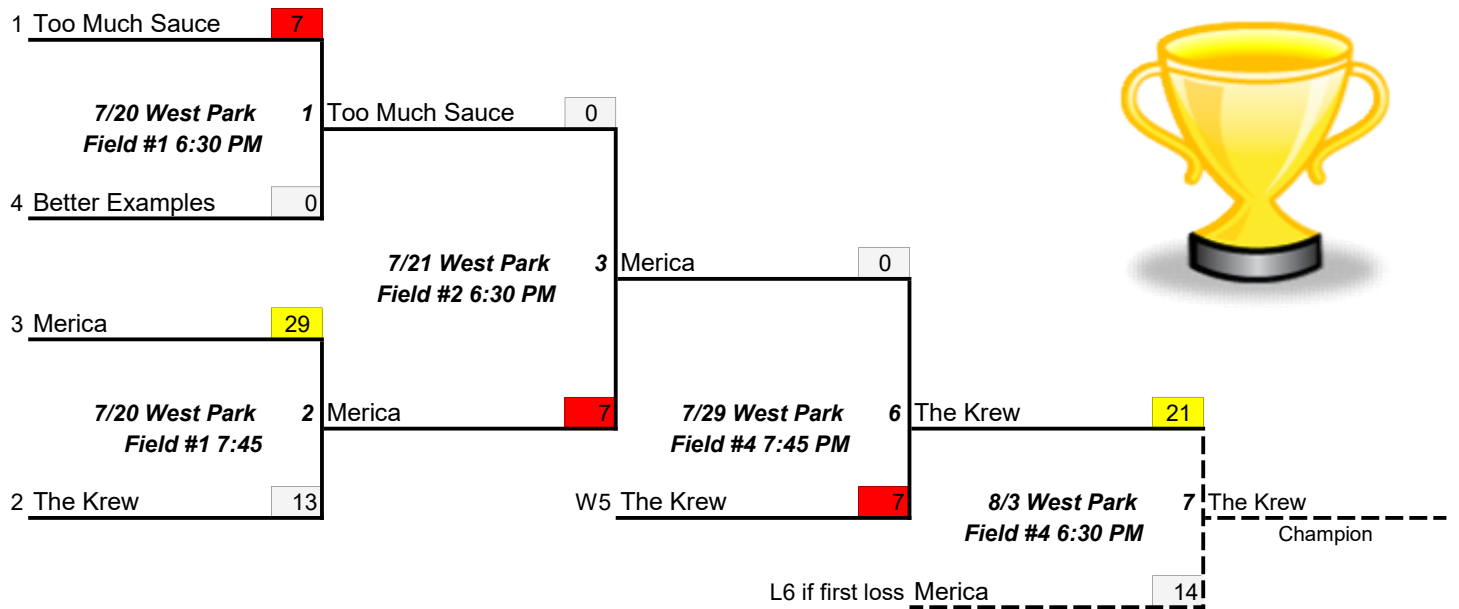 1 Too Much Sauce 7
7/20 West Park 1 Too Much Sauce 0
Field #1 6:30 PM
4 Better Examples 0
7/21 West Park 3 Merica 0
Field #2 6:30 PM
3 Merica 29
7/20 West Park 2 Merica 7 7/29 West Park 6 The Krew 21
Field #1 7:45 Field #4 7:45 PM
2 The Krew 13 W5 The Krew 7 8/3 West Park 7 The Krew
Field #4 6:30 PM Champion
L6 if first loss Merica 14